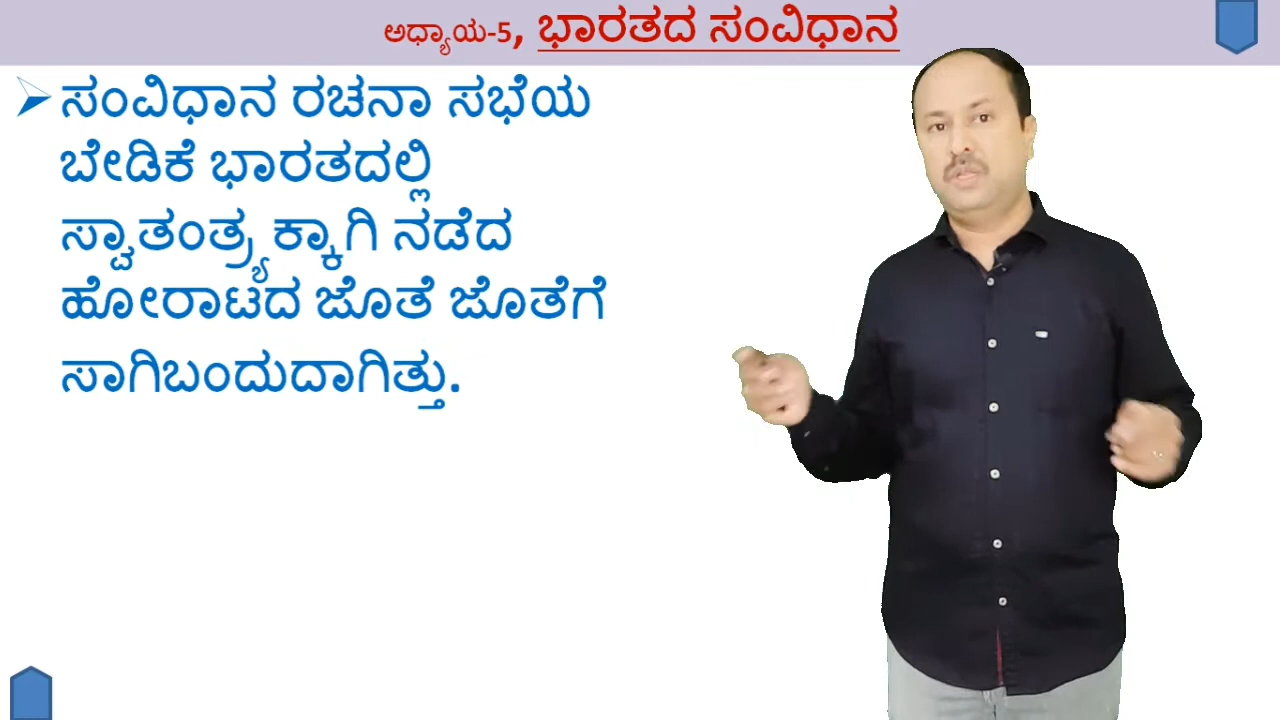 ಅಧ್ಯಾಯ-5, ಭಾರತದ ಸಂವಿಧಾನ
ಸಂವಿಧಾನ ರಚನಾ ಸಭೆಯ
ಬೇಡಿಕೆ ಭಾರತದಲ್ಲಿ
ಸ್ವಾತಂತ್ರ್ಯಕ್ಕಾಗಿ ನಡೆದ
ಹೋರಾಟದ ಜೊತೆ ಜೊತೆಗೆ
ಸಾಗಿಬಂದುದಾಗಿತ್ತು.